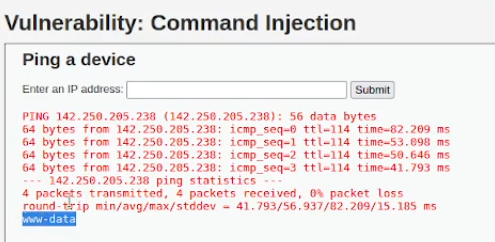 Vulnerability: Command Injection
Ping a device
Enter an IP address: Submit
PING 142.250.205.238 (142.250.205.238): 56 data bytes
64 bytes from 142.250.205.238: icmp_seq=0 ttl=114 time=82.209 ms
64 bytes from 142.250.205.238: icmp_seq=1 ttl=114 time=53.098 ms
64 bytes from 142.250.205.238: icmp_seq=2 ttl=114 time=50.646 ms
64 bytes from 142.250.205.238: icmp_seq=3 ttl=114 time=41.793 ms
--- 142.250.205.238 ping statistics ---
4 packets transmitted, 4 packets received, 0% packet loss
round-trip min/avg/max/stddev = 41.793/56.937/82.209/15.185 ms
www-data